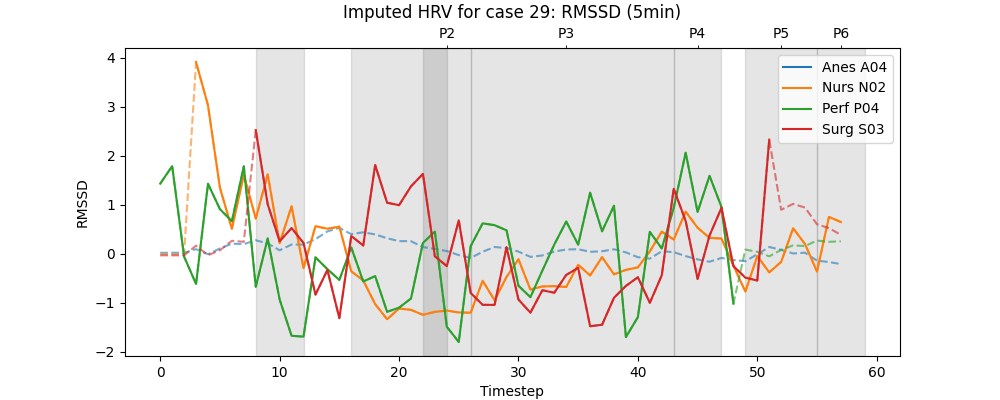 Imputed HRV for case 29: RMSSD (5min)
P2 P3 P4 P5 P6
Anes A04
Nurs N02
Perf P04
Surg S03
RMSSD
4
3
2
1
0
−1
−2
0 10 20 30 40 50 60
Timestep